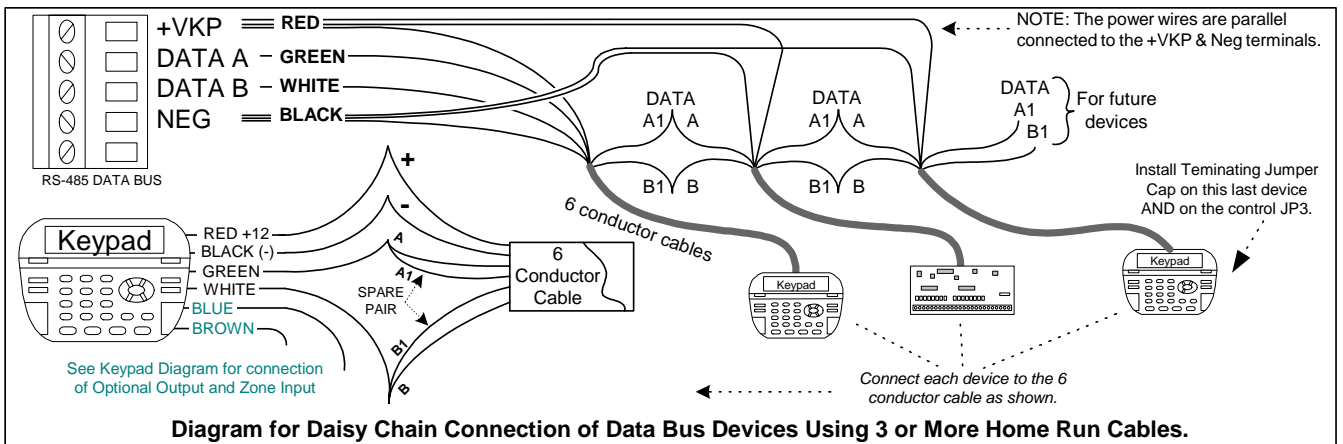 +VKP
RED
DATA A
GREEN
DATA B
WHITE
NEG
BLACK
RS-485 DATA BUS
NOTE: The power wires are parallel
connected to the +VKP & Neg terminals.
DATA
A1 A
B1 B
DATA
A1 A
B1 B
DATA
A1
B1
For future
devices
Install Teminating Jumper
Cap on this last device
AND on the control JP3.
6 conductor cables
Keypad
RED +12
BLACK (-)
GREEN
WHITE
BLUE
BROWN
+
-
A
A1
SPARE
PAIR
B1
B
6
Conductor
Cable
Keypad
Keypad
See Keypad Diagram for connection
of Optional Output and Zone Input
Connect each device to the 6
conductor cable as shown.
Diagram for Daisy Chain Connection of Data Bus Devices Using 3 or More Home Run Cables.